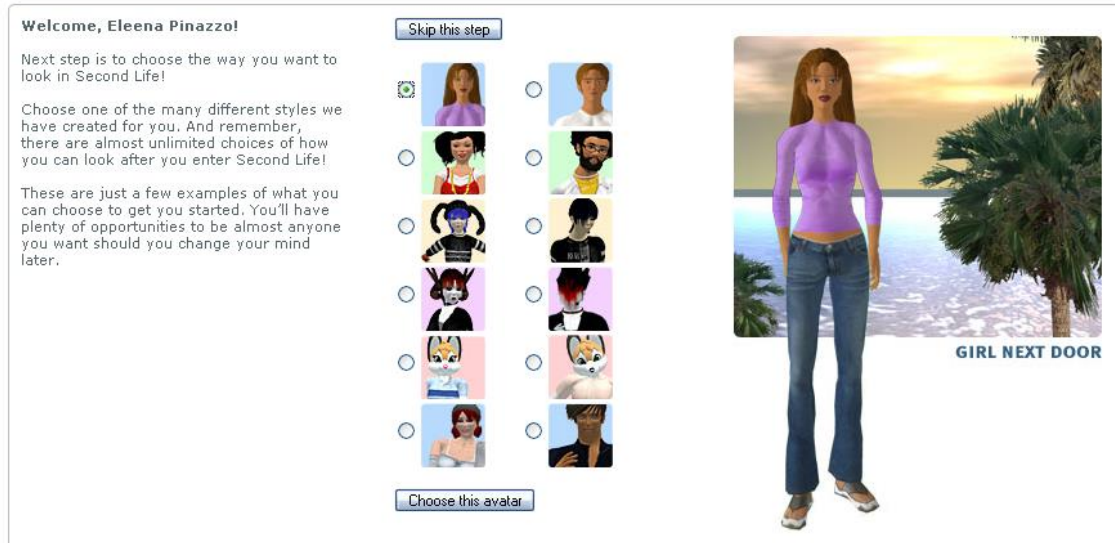 Welcome, Eleena Pinazzo!
Next step is to choose the way you want to
look in Second Life!
Choose one of the many different styles we
have created for you. And remember,
there are almost unlimited choices of how
you can look after you enter Second Life!
These are just a few examples of what you
can choose to get you started. You'll have
plenty of opportunities to be almost anyone
you want should you change your mind
later.
Skip this step
Choose this avatar
GIRL NEXT DOOR